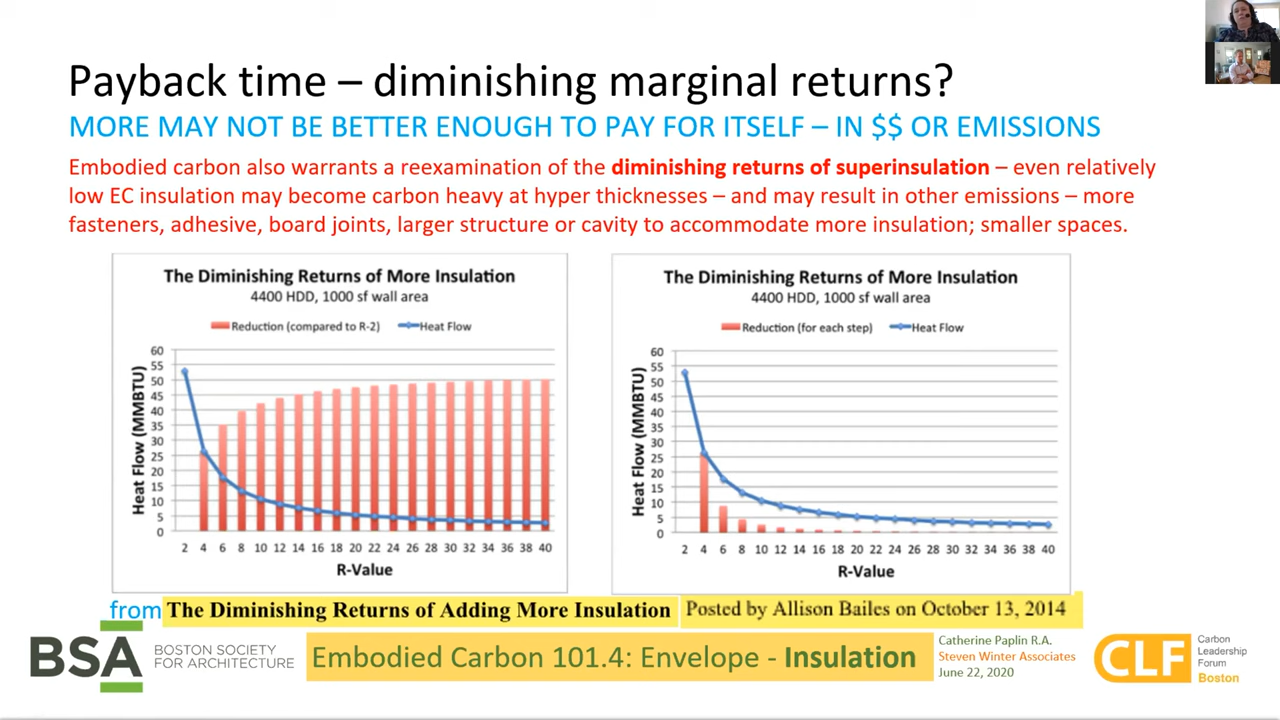 Payback time – diminishing marginal returns?
MORE MAY NOT BE BETTER ENOUGH TO PAY FOR ITSELF – IN $$ OR EMISSIONS
Embodied carbon also warrants a reexamination of the diminishing returns of superinsulation – even relatively
low EC insulation may become carbon heavy at hyper thicknesses – and may result in other emissions – more
fasteners, adhesive, board joints, larger structure or cavity to accommodate more insulation; smaller spaces.
The Diminishing Returns of More Insulation
4400 HDD, 1000 sf wall area
Reduction (compared to R-2) Heat Flow
Heat Flow (MMBTU)
60
55
50
45
40
35
30
25
20
15
10
5
0
2 4 6 8 10 12 14 16 18 20 22 24 26 28 30 32 34 36 38 40
R-Value
The Diminishing Returns of More Insulation
4400 HDD, 1000 sf wall area
Reduction (for each step) Heat Flow
Heat Flow (MMBTU)
60
55
50
45
40
35
30
25
20
15
10
5
0
2 4 6 8 10 12 14 16 18 20 22 24 26 28 30 32 34 36 38 40
R-Value
from The Diminishing Returns of Adding More Insulation Posted by Allison Bailes on October 13, 2014
BSA BOSTON SOCIETY
FOR ARCHITECTURE
Embodied Carbon 101.4: Envelope - Insulation
Catherine Paplin R.A.
Steven Winter Associates
June 22, 2020
CLF
Carbon
Leadership
Forum
Boston